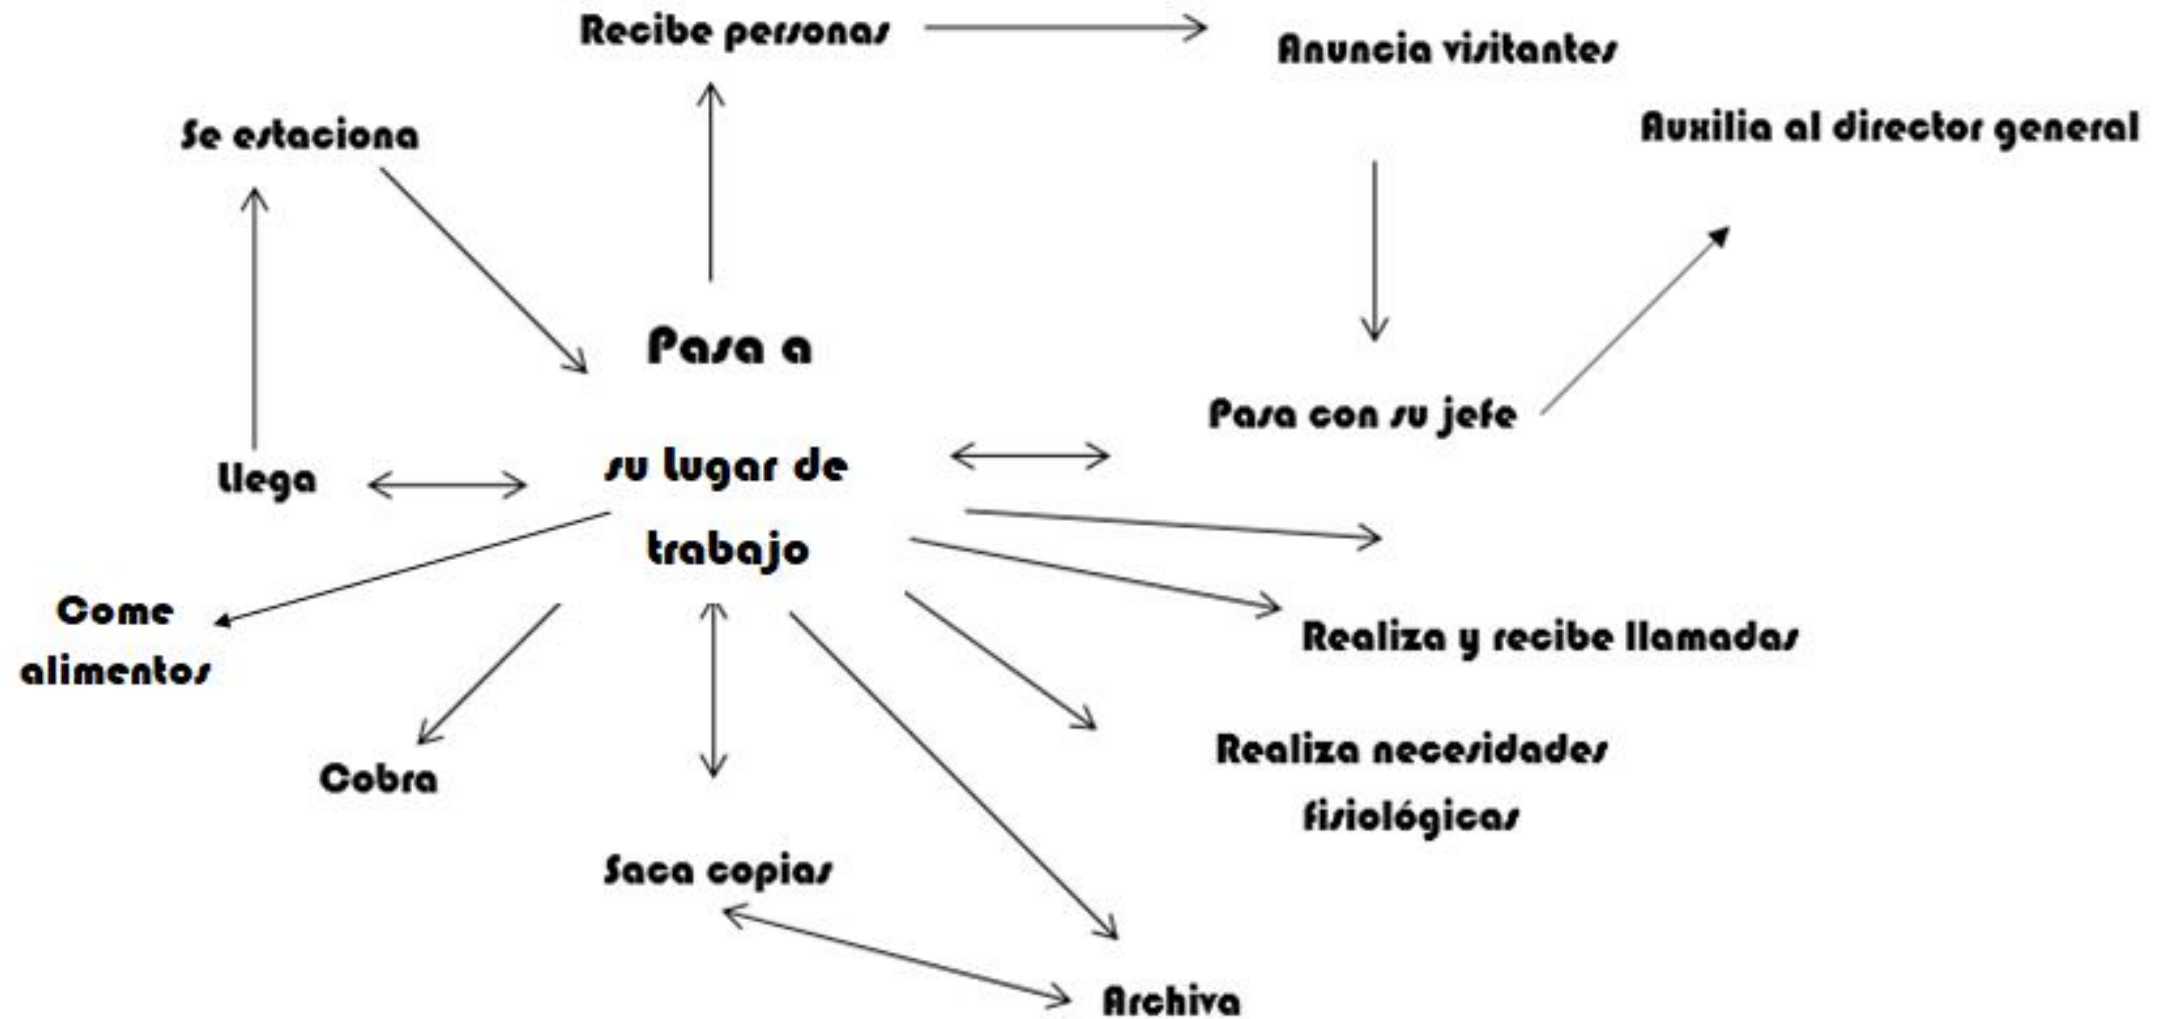 Recibe personas
Anuncia visitantes
Se estaciona
Auxilia al director general
Pasa a
su Lugar de
trabajo
Pasa con su jefe
Llega
Come
alimentos
Realiza y recibe llamadas
Cobra
Realiza necesidades
fisiológicas
Saca copias
Archiva